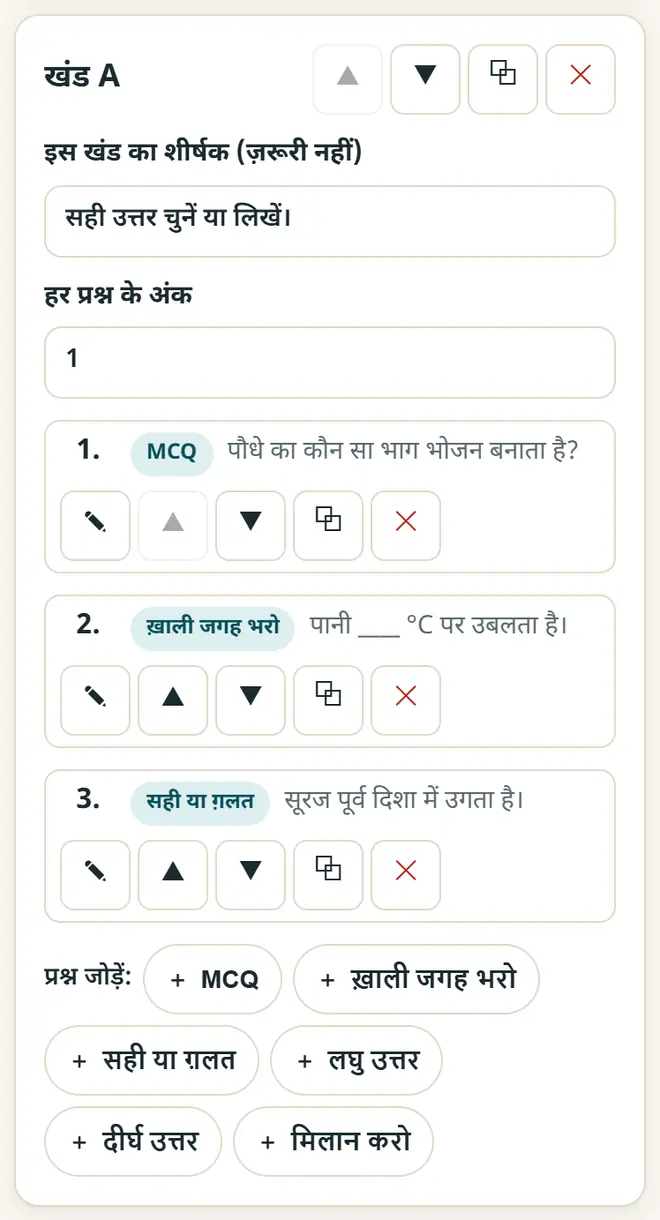 खंड A
इस खंड का शीर्षक (ज़रूरी नहीं)
सही उत्तर चुनें या लिखें।
हर प्रश्न के अंक
1
1. MCQ पौधे का कौन सा भाग भोजन बनाता है?
2. ख़ाली जगह भरो पानी ____ °C पर उबलता है।
3. सही या ग़लत सूरज पूर्व दिशा में उगता है।
प्रश्न जोड़ें: + MCQ + ख़ाली जगह भरो
+ सही या ग़लत + लघु उत्तर
+ दीर्घ उत्तर + मिलान करो